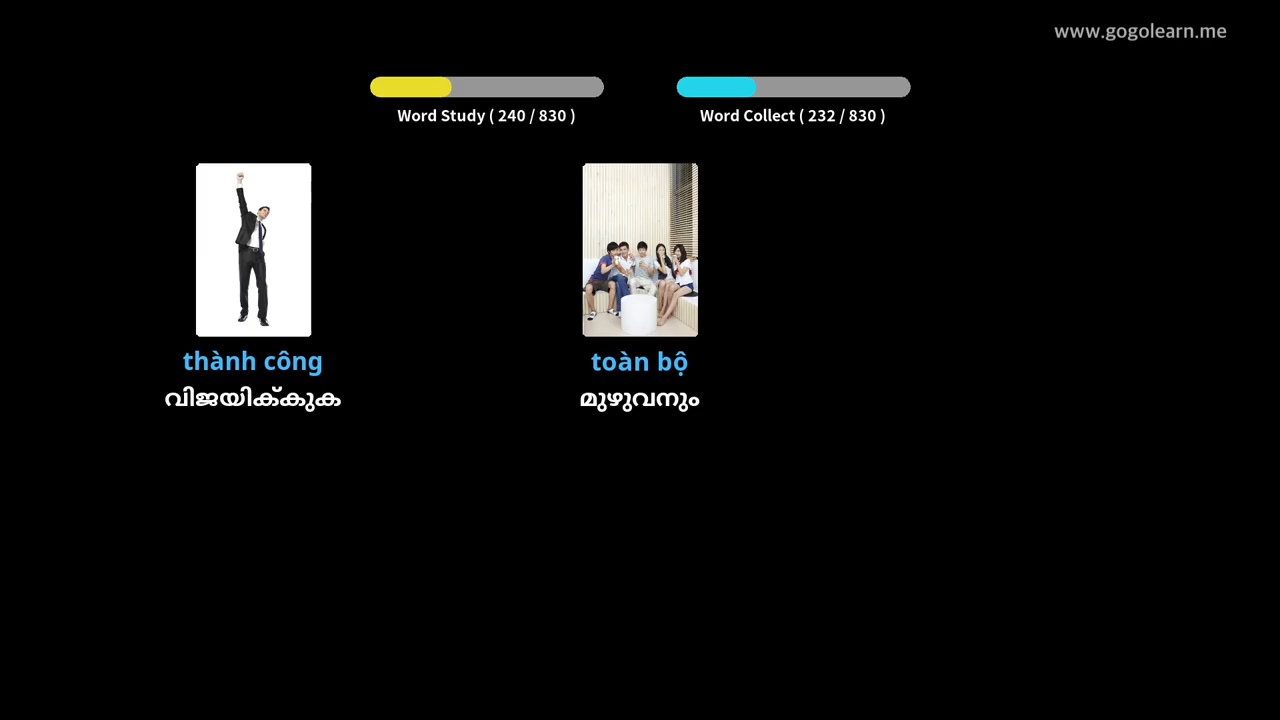 www.gogolearn.me
Word Study ( 240 / 830 )
Word Collect ( 232 / 830 )
thành công
വിജയിക്കുക
toàn bộ
മുഴുവനും